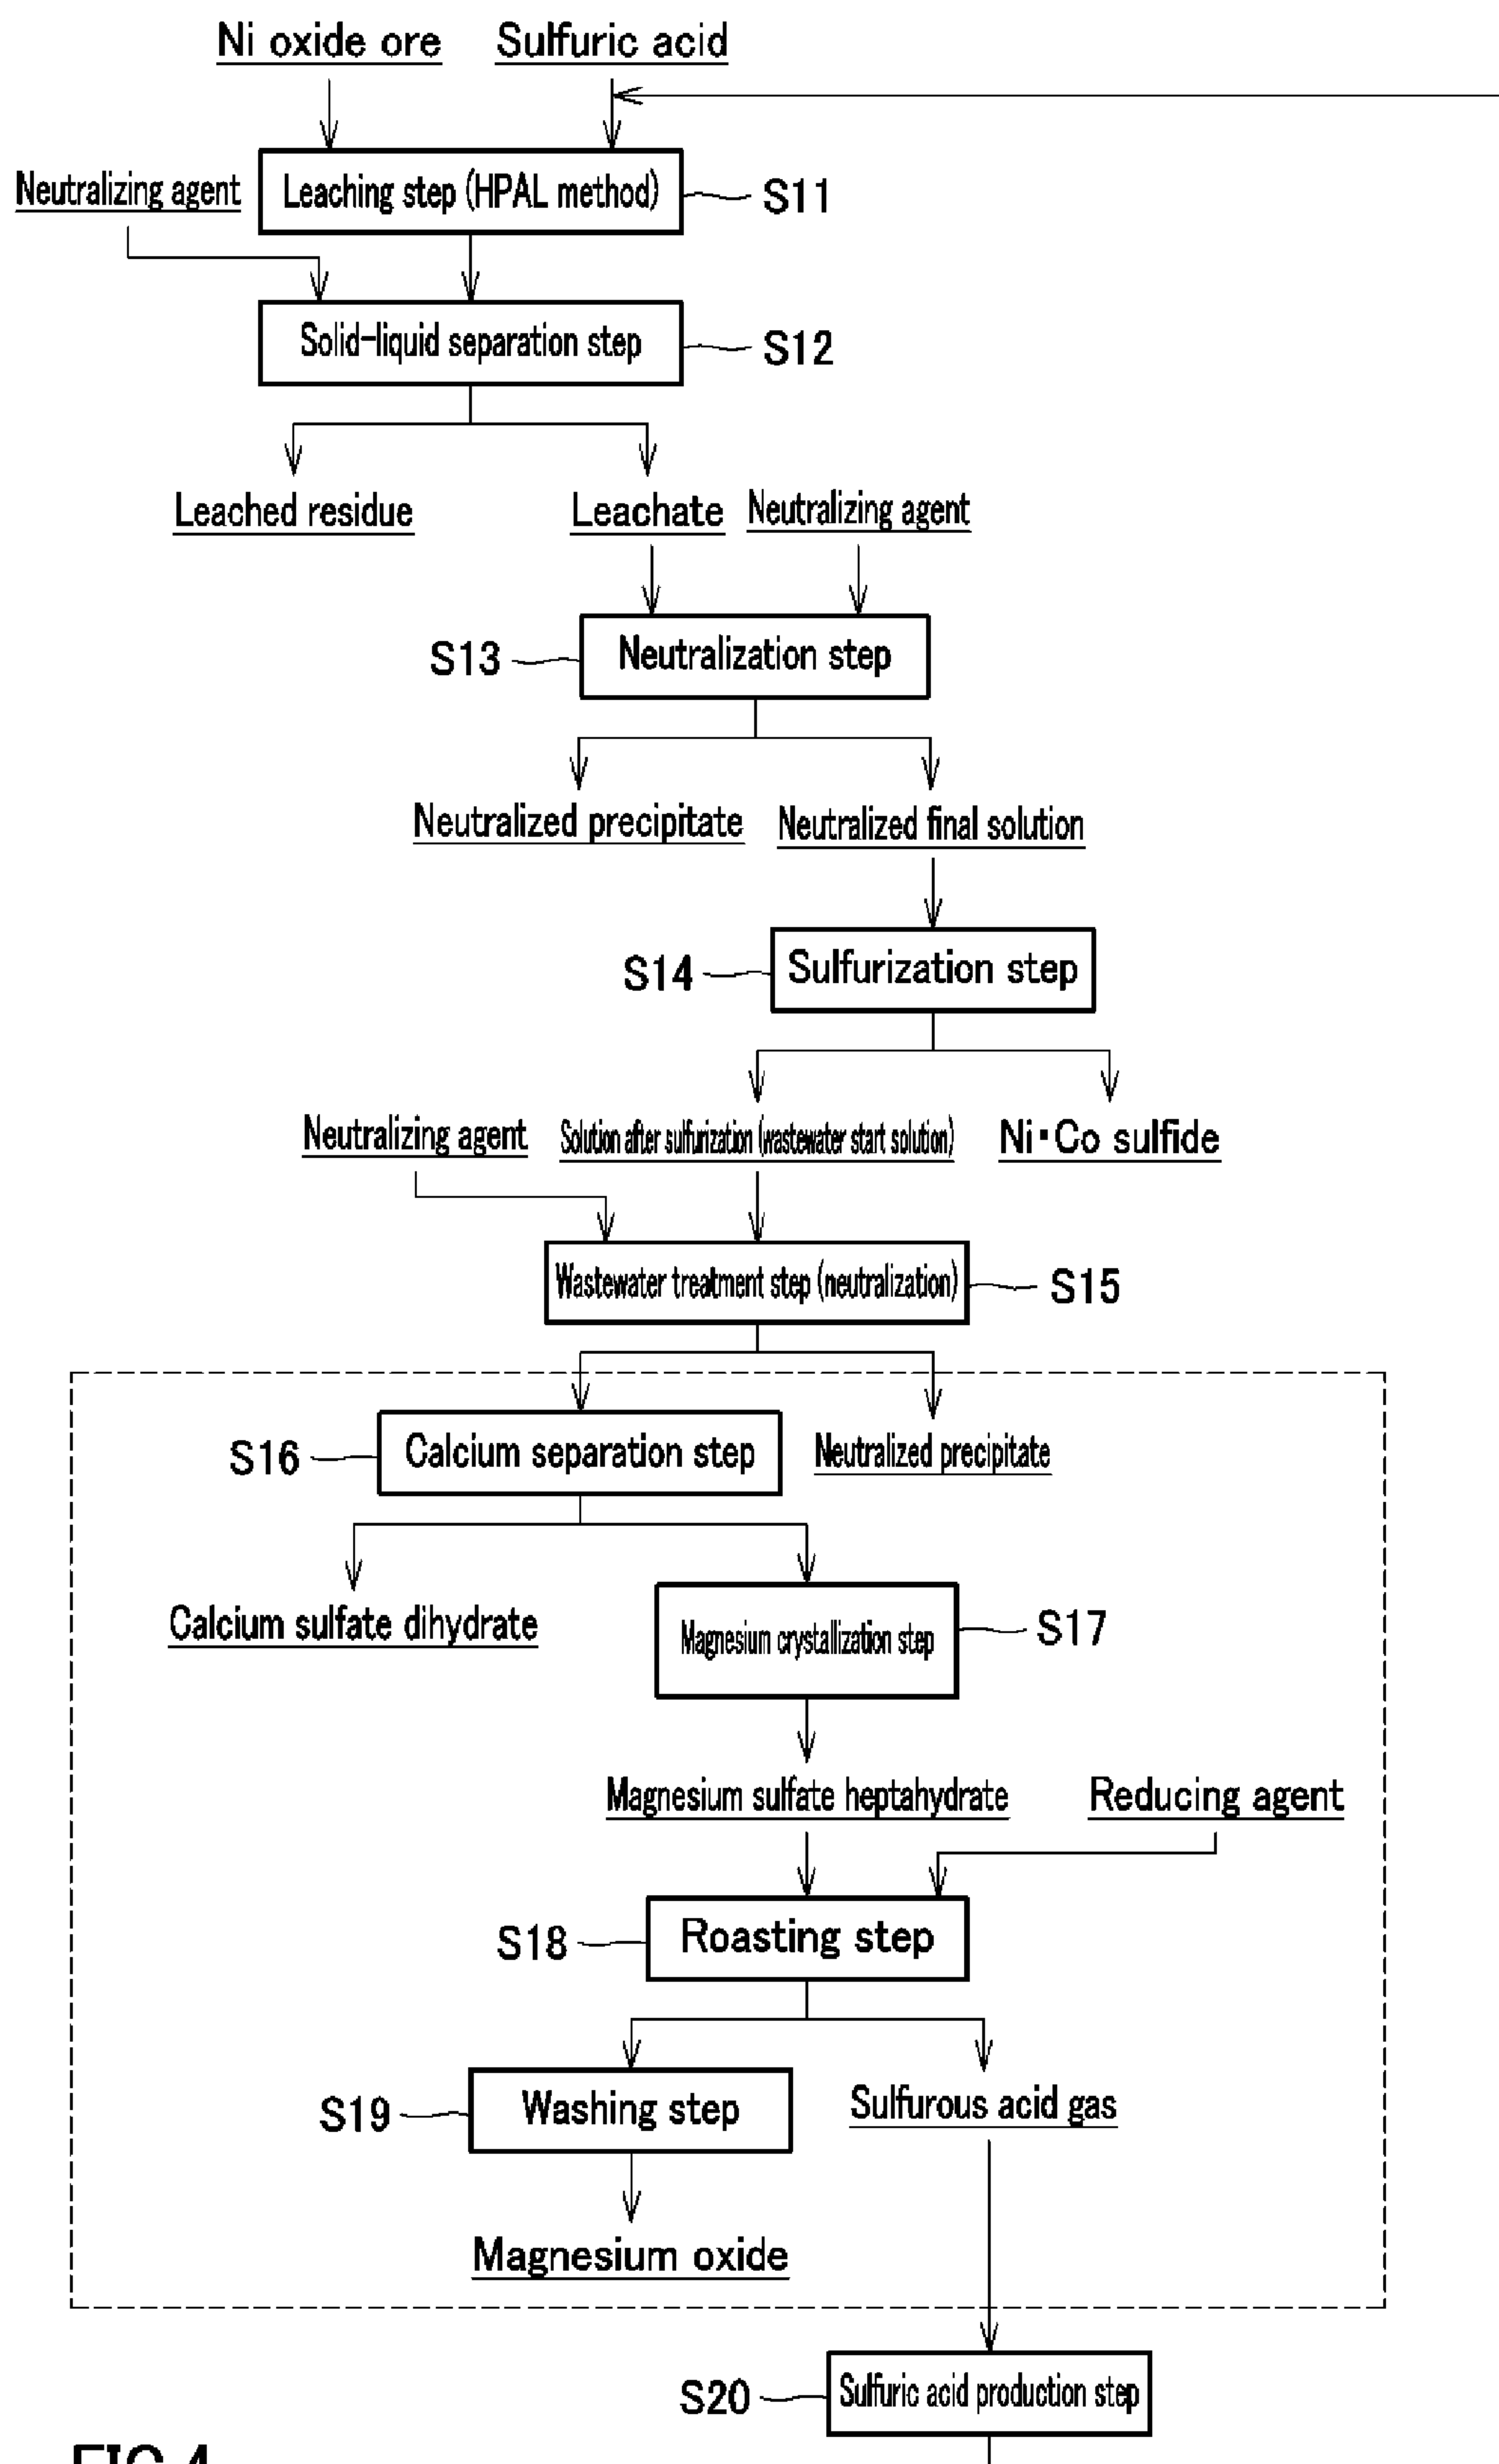 Ni oxide ore
Sulfuric acid
Neutralizing agent
Leaching step (HPAL method)
S11
Solid-liquid separation step
S12
Leached residue
Leachate
Neutralizing agent
S13
Neutralization step
Neutralized precipitate
Neutralized final solution
S14
Sulfurization step
Neutralizing agent
Solution after sulfurization (wastewater start solution)
Ni・Co sulfide
Wastewater treatment step (neutralization)
S15
S16
Calcium separation step
Neutralized precipitate
Calcium sulfate dihydrate
Magnesium crystallization step
S17
Magnesium sulfate heptahydrate
Reducing agent
S18
Roasting step
S19
Washing step
Sulfurous acid gas
Magnesium oxide
S20
Sulfuric acid production step
FIG.4